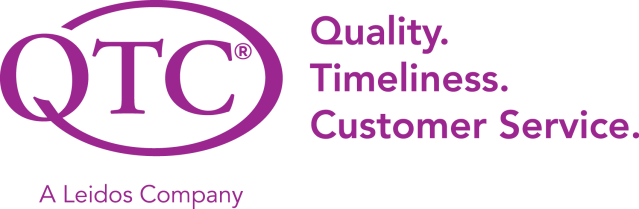 QTC®
A Leidos Company
Quality.
Timeliness.
Customer Service.